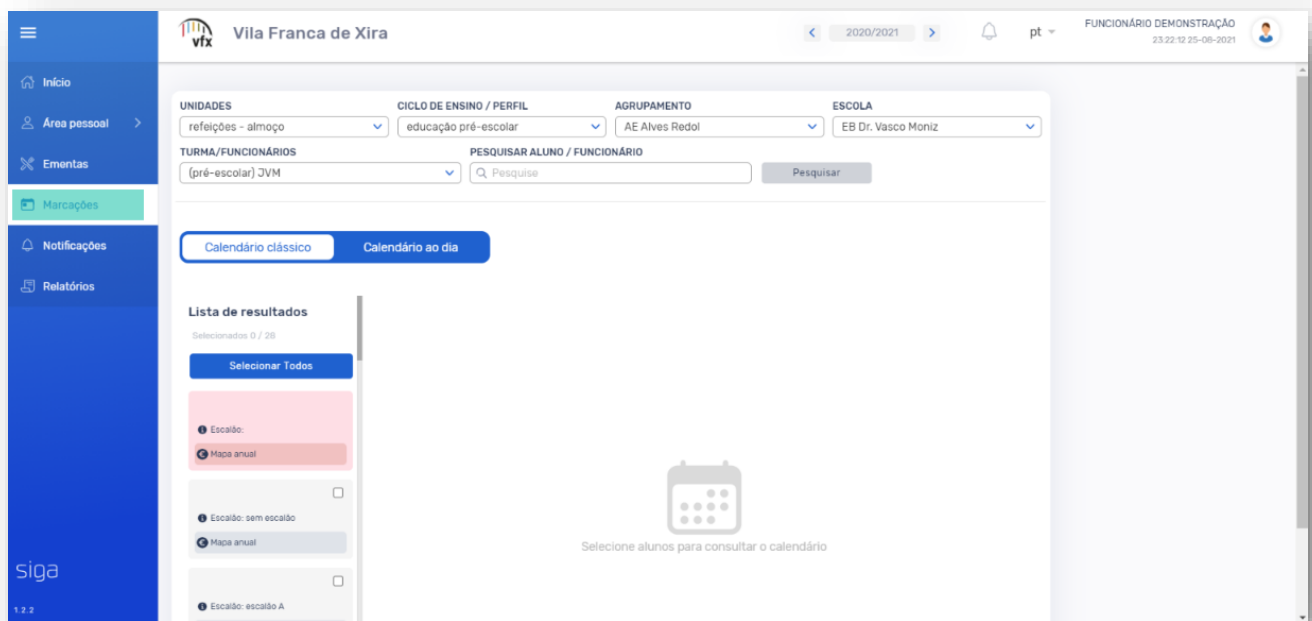 vfx
Vila Franca de Xira
2020/2021
pt
FUNCIONÁRIO DEMONSTRAÇÃO
23:22:12 25-08-2021
Início
Área pessoal
Ementas
Marcações
Notificações
Relatórios
siga
1.2.2
UNIDADES
CICLO DE ENSINO / PERFIL
AGRUPAMENTO
ESCOLA
refeições - almoço
educação pré-escolar
AE Alves Redol
EB Dr. Vasco Moniz
TURMA/FUNCIONÁRIOS
PESQUISAR ALUNO / FUNCIONÁRIO
(pré-escolar) JVM
Pesquise
Pesquisar
Calendário clássico
Calendário ao dia
Lista de resultados
Selecionados 0 / 28
Selecionar Todos
Escalão:
Mapa anual
Escalão: sem escalão
Mapa anual
Escalão: escalão A
Selecione alunos para consultar o calendário